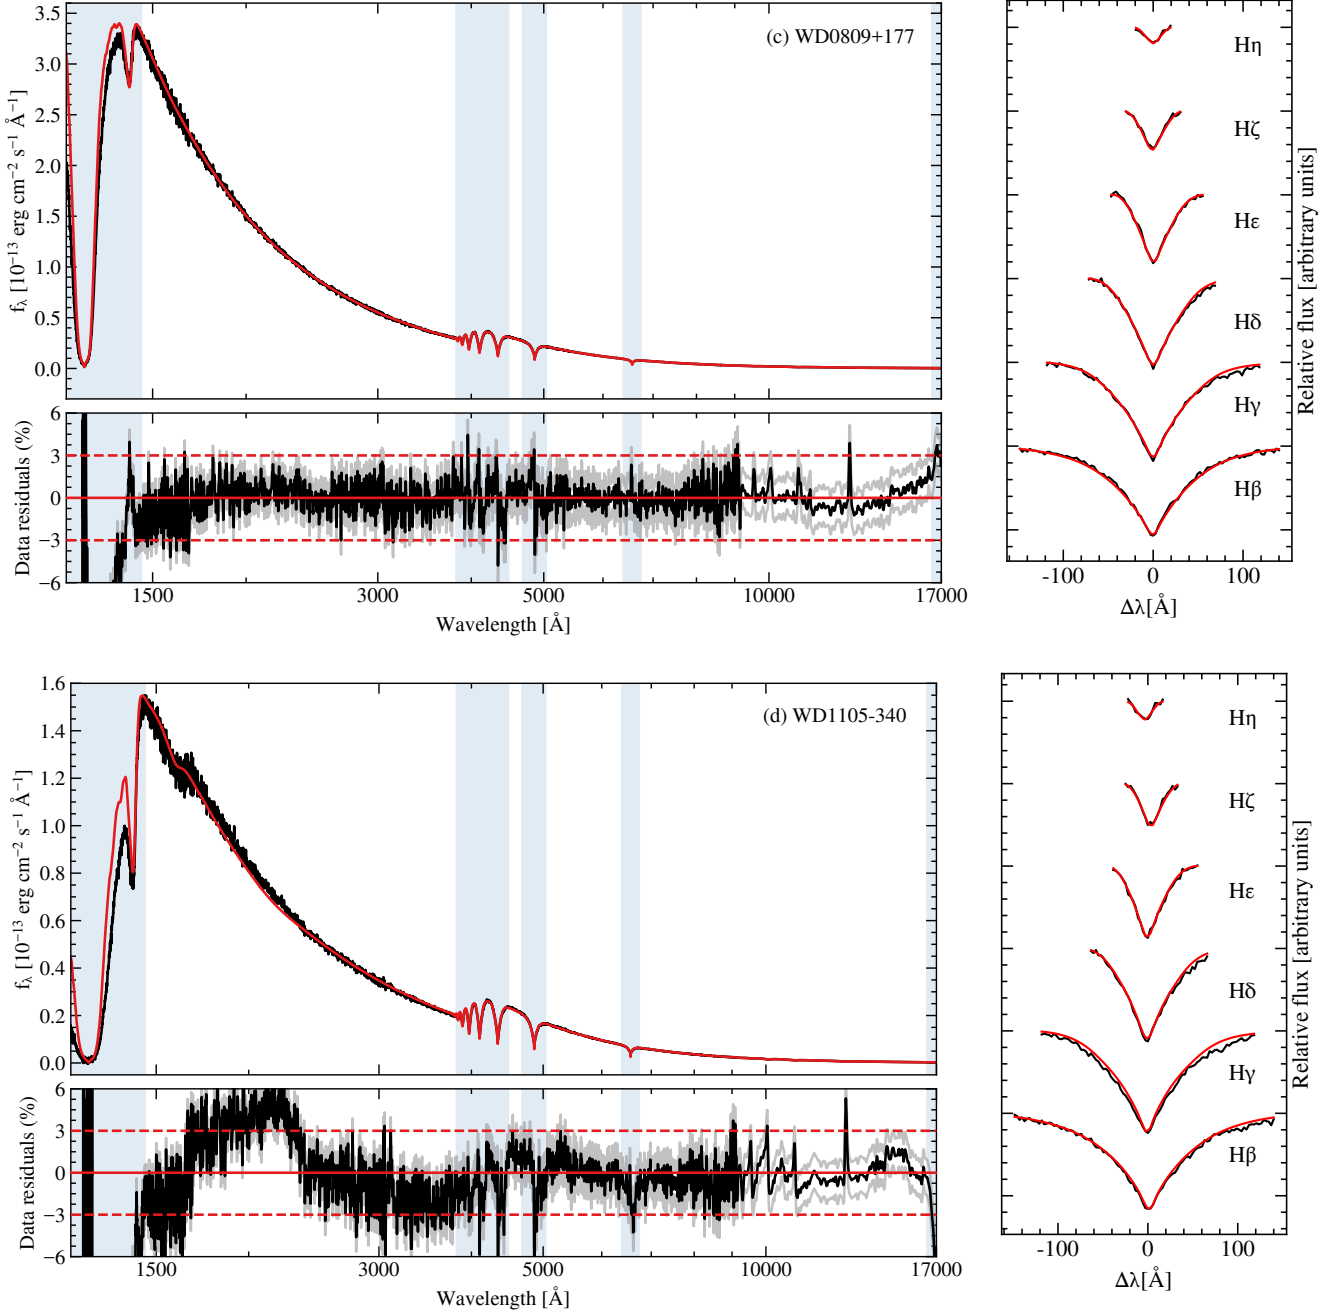 (c) WD0809+177
3.5
3.0
2.5
2.0
1.5
1.0
0.5
0.0
fλ [10⁻¹³ erg cm⁻² s⁻¹ Å⁻¹]
6
3
0
−3
−6
Data residuals (%)
1500
3000
5000
10000
17000
Wavelength [Å]
Hη
Hζ
Hε
Hδ
Hγ
Hβ
Relative flux [arbitrary units]
-100
0
100
Δλ[Å]
(d) WD1105-340
1.6
1.4
1.2
1.0
0.8
0.6
0.4
0.2
0.0
fλ [10⁻¹³ erg cm⁻² s⁻¹ Å⁻¹]
6
3
0
−3
−6
Data residuals (%)
1500
3000
5000
10000
17000
Wavelength [Å]
Hη
Hζ
Hε
Hδ
Hγ
Hβ
Relative flux [arbitrary units]
-100
0
100
Δλ[Å]